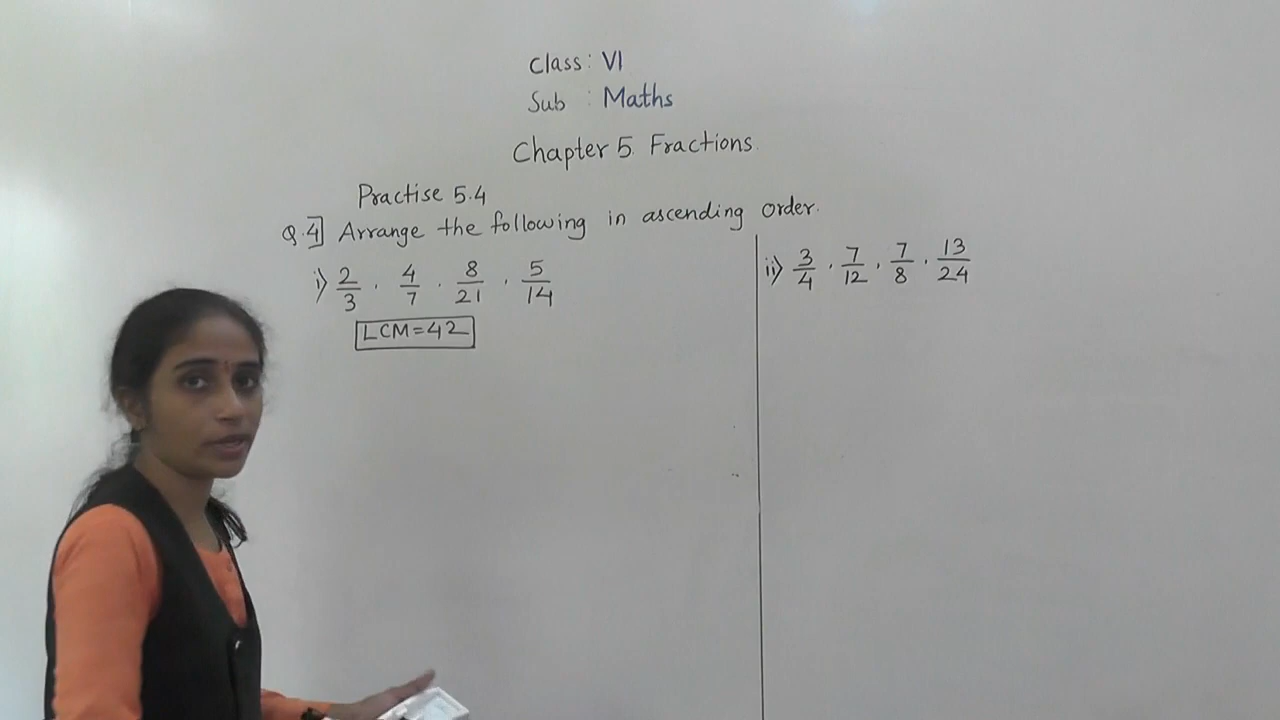 Class : VI
Sub : Maths
Chapter 5. Fractions.
Practise 5.4
Q.4] Arrange the following in ascending order.
i) 2/3 , 4/7 , 8/21 , 5/14
LCM = 42
ii) 3/4 , 7/12 , 7/8 , 13/24